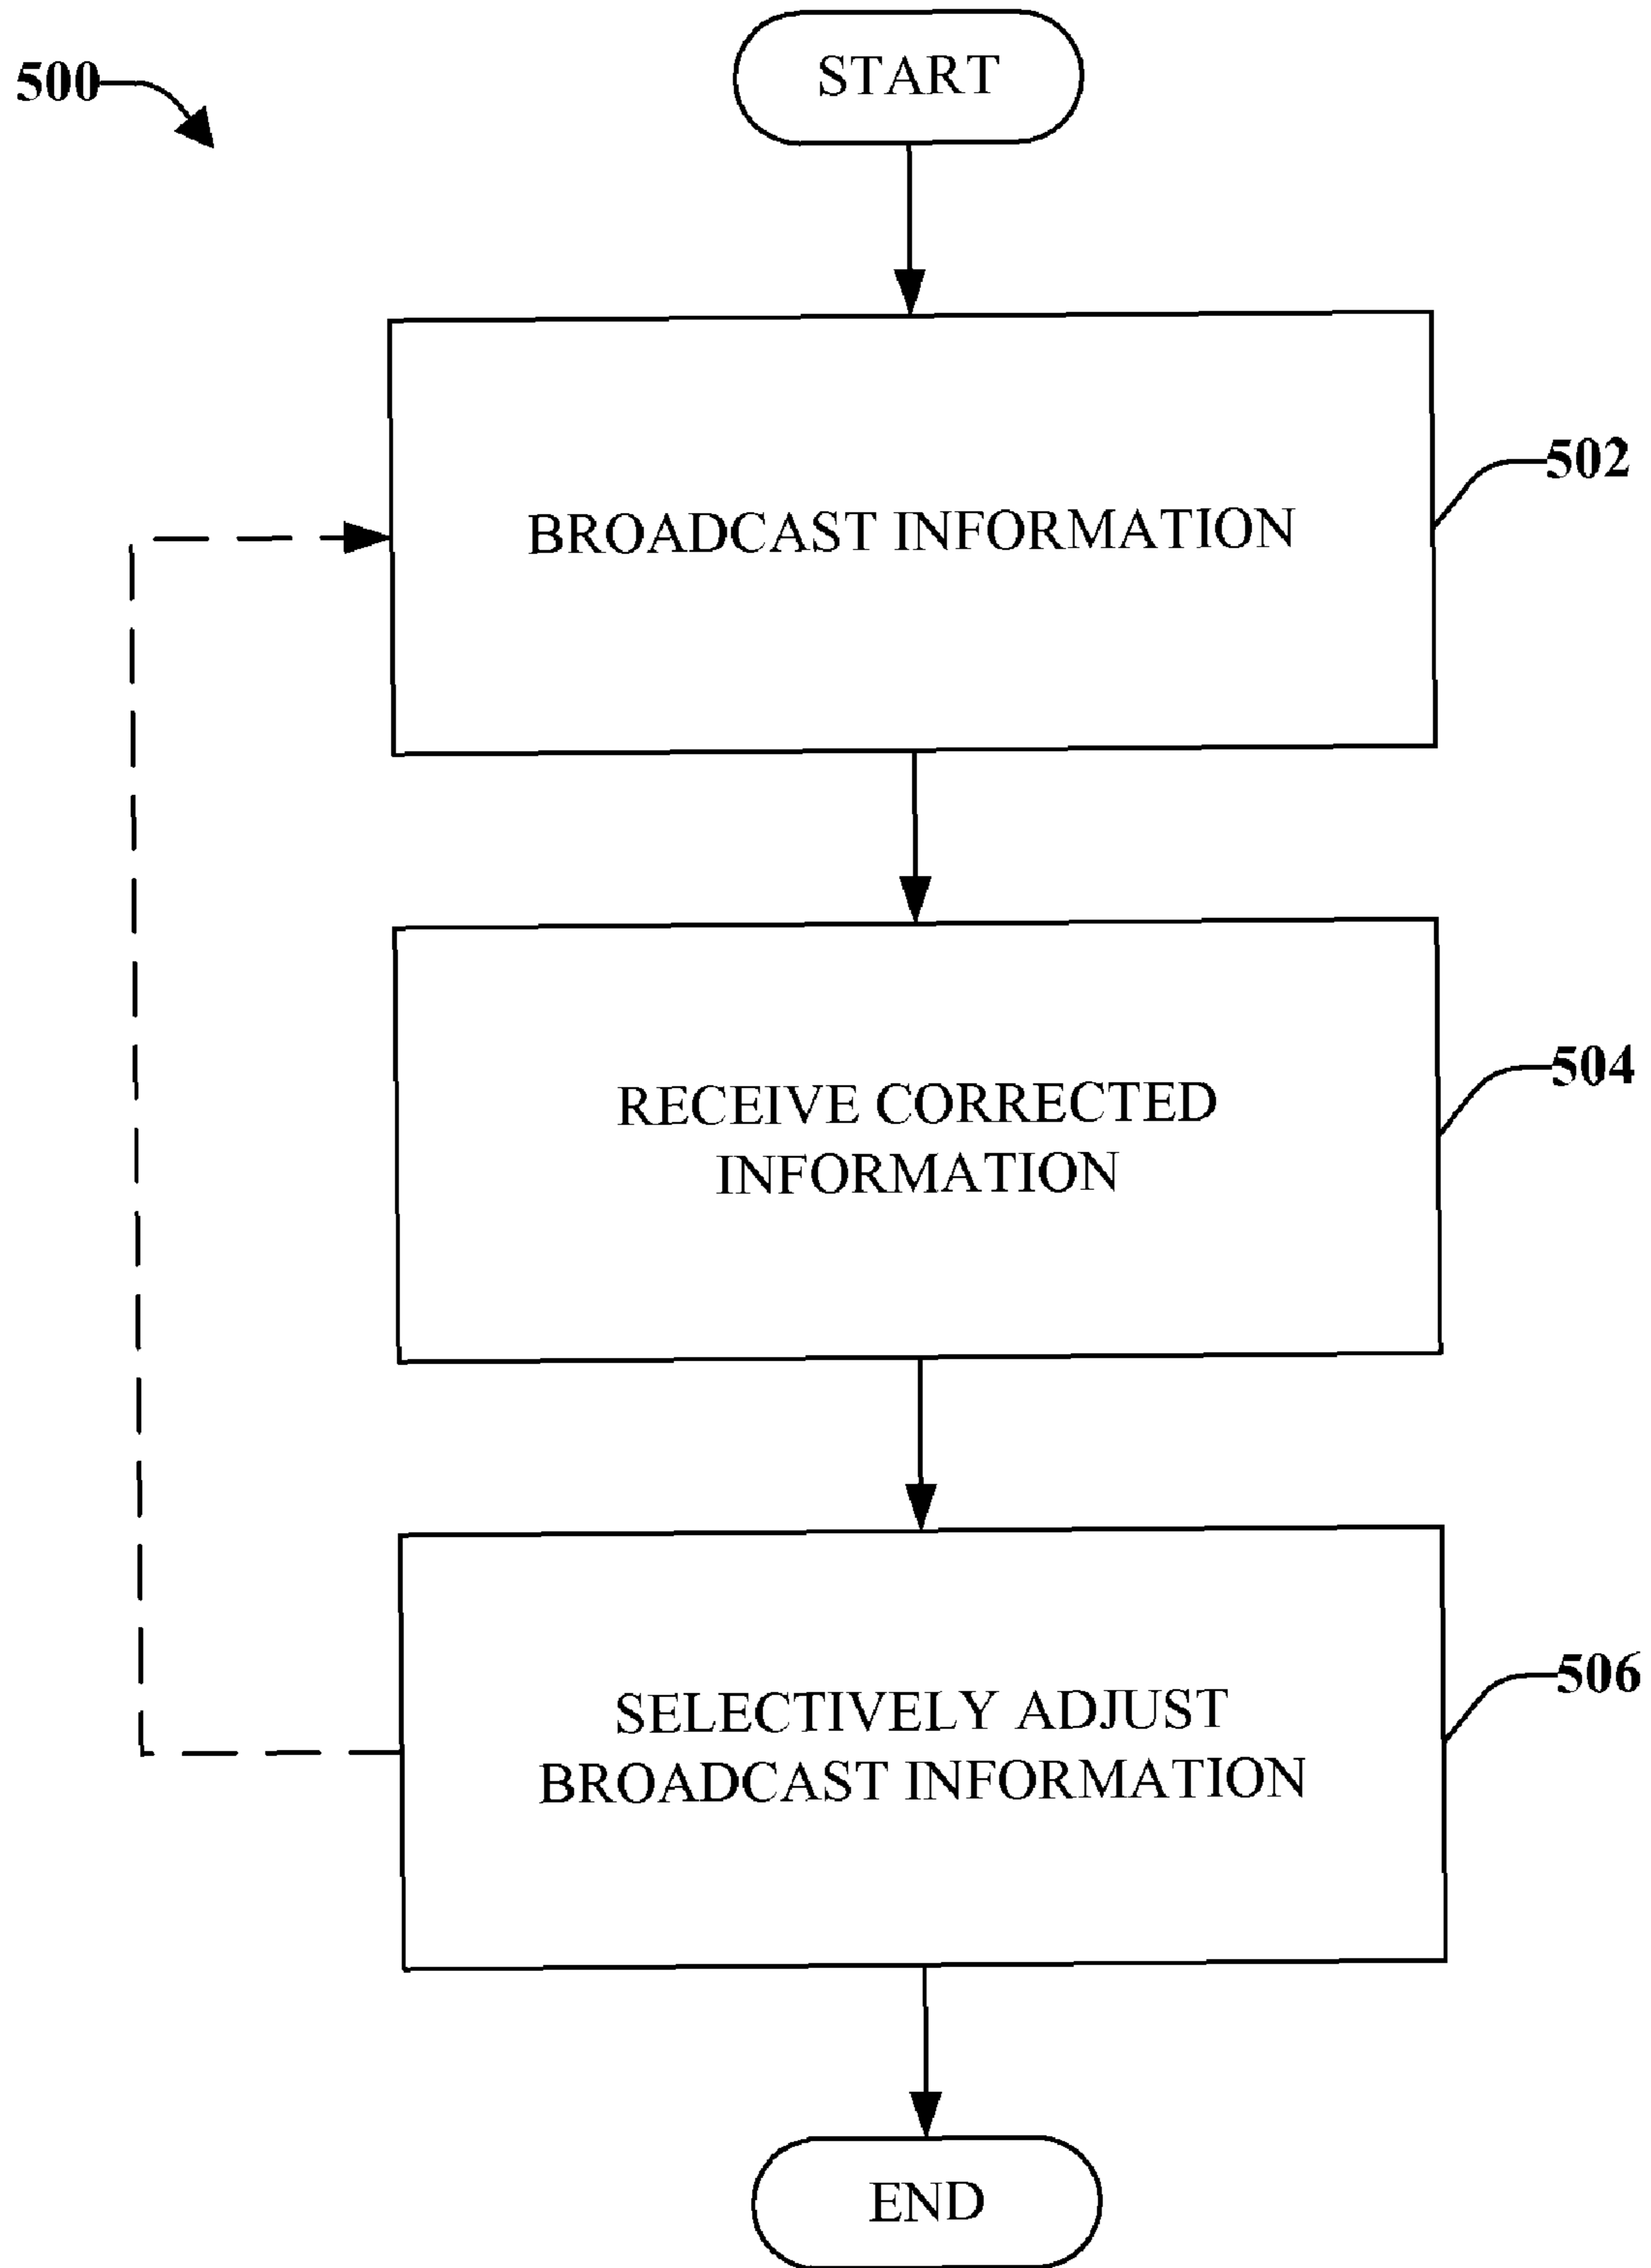 500
START
BROADCAST INFORMATION
502
RECEIVE CORRECTED
INFORMATION
504
SELECTIVELY ADJUST
BROADCAST INFORMATION
506
END